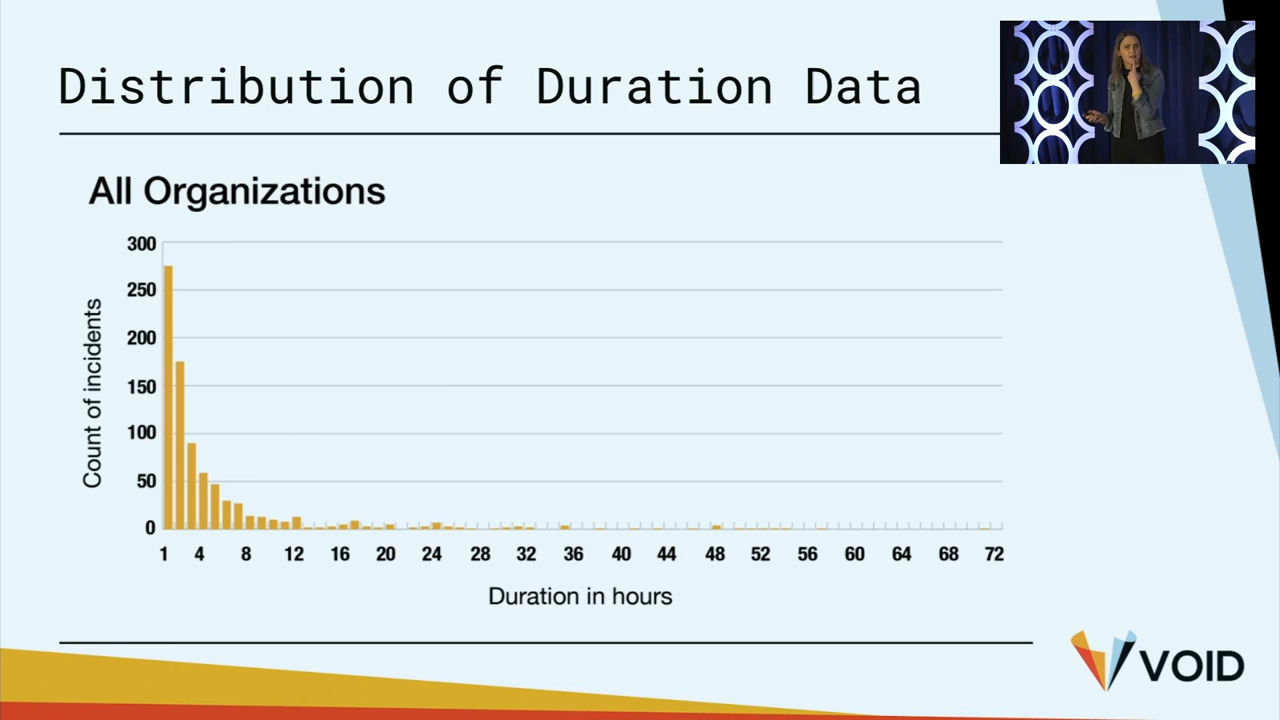 Distribution of Duration Data
All Organizations
300
250
200
150
100
50
0
Count of incidents
1 4 8 12 16 20 24 28 32 36 40 44 48 52 56 60 64 68 72
Duration in hours
VOID